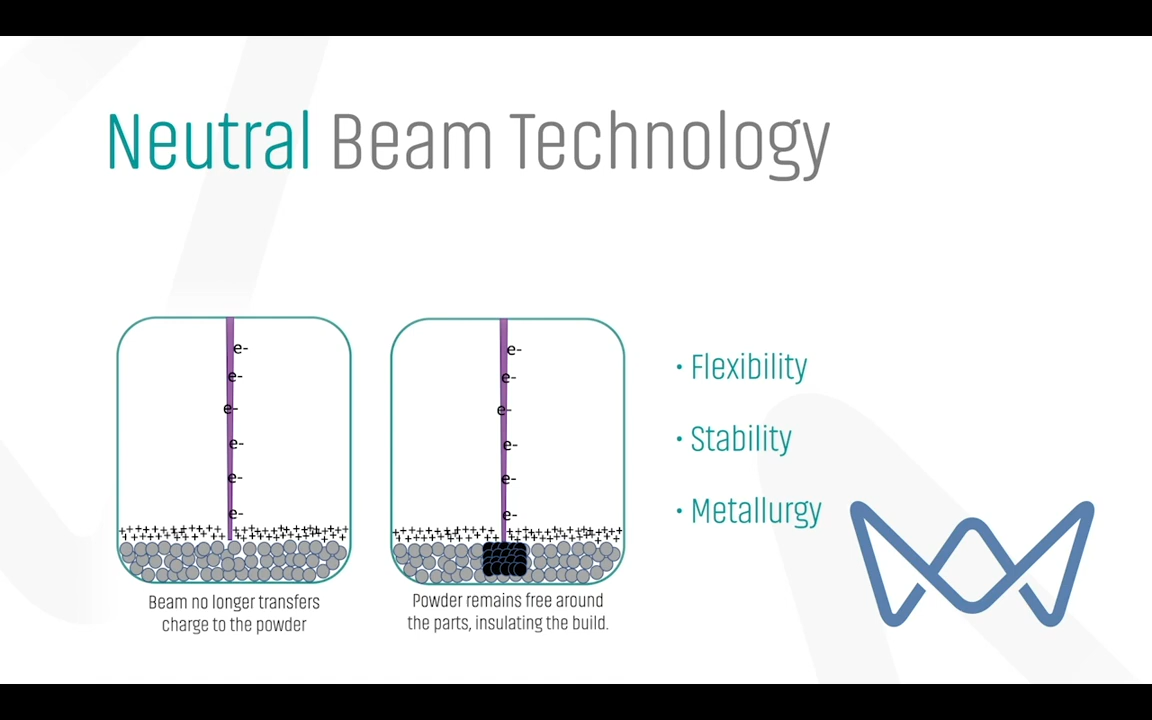 Neutral Beam Technology
e-
e-
e-
e-
e-
e-
Beam no longer transfers
charge to the powder
e-
e-
e-
e-
e-
e-
Powder remains free around
the parts, insulating the build.
• Flexibility
• Stability
• Metallurgy